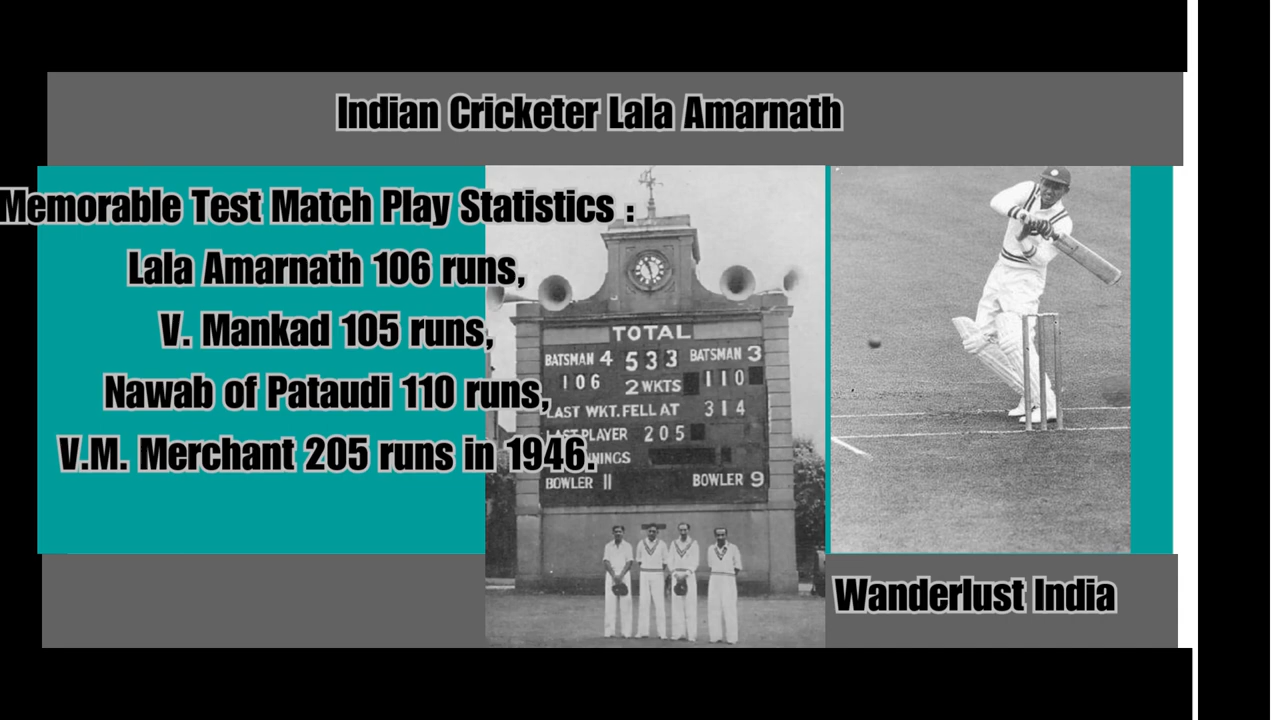 Indian Cricketer Lala Amarnath
Memorable Test Match Play Statistics :
Lala Amarnath 106 runs,
V. Mankad 105 runs,
Nawab of Pataudi 110 runs,
V.M. Merchant 205 runs in 1946.
TOTAL
BATSMAN 4 533 BATSMAN 3
106 2 WKTS 110
LAST WKT. FELL AT 314
LAST PLAYER 205
BOWLER 11 BOWLER 9
Wanderlust India